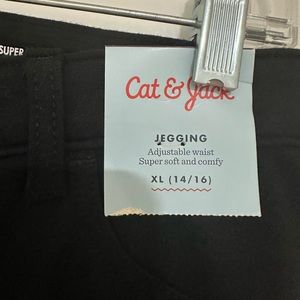 SUPER
Cat & Jack
JEGGING
Adjustable waist
Super soft and comfy
XL (14/16)